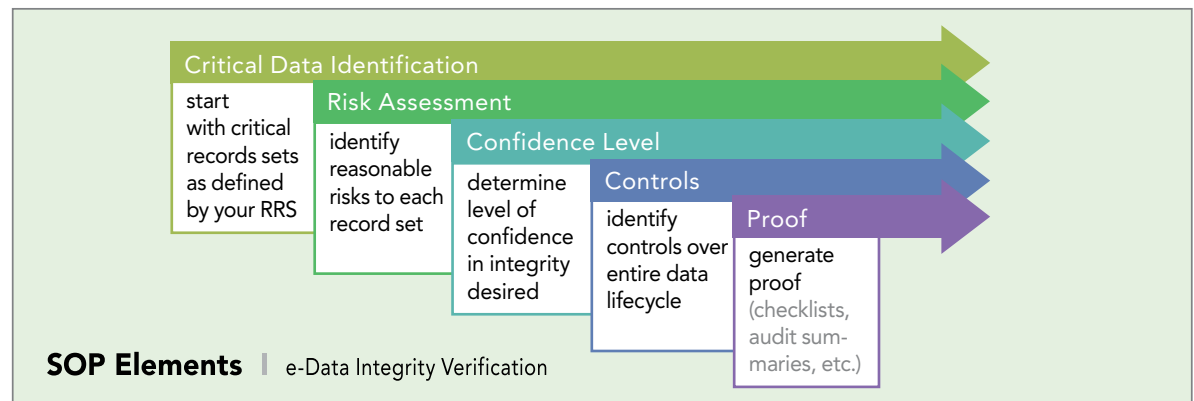 Critical Data Identification
start
with critical
records sets
as defined
by your RRS
Risk Assessment
identify
reasonable
risks to each
record set
Confidence Level
determine
level of
confidence
in integrity
desired
Controls
identify
controls over
entire data
lifecycle
Proof
generate
proof
(checklists,
audit sum-
maries, etc.)
SOP Elements | e-Data Integrity Verification